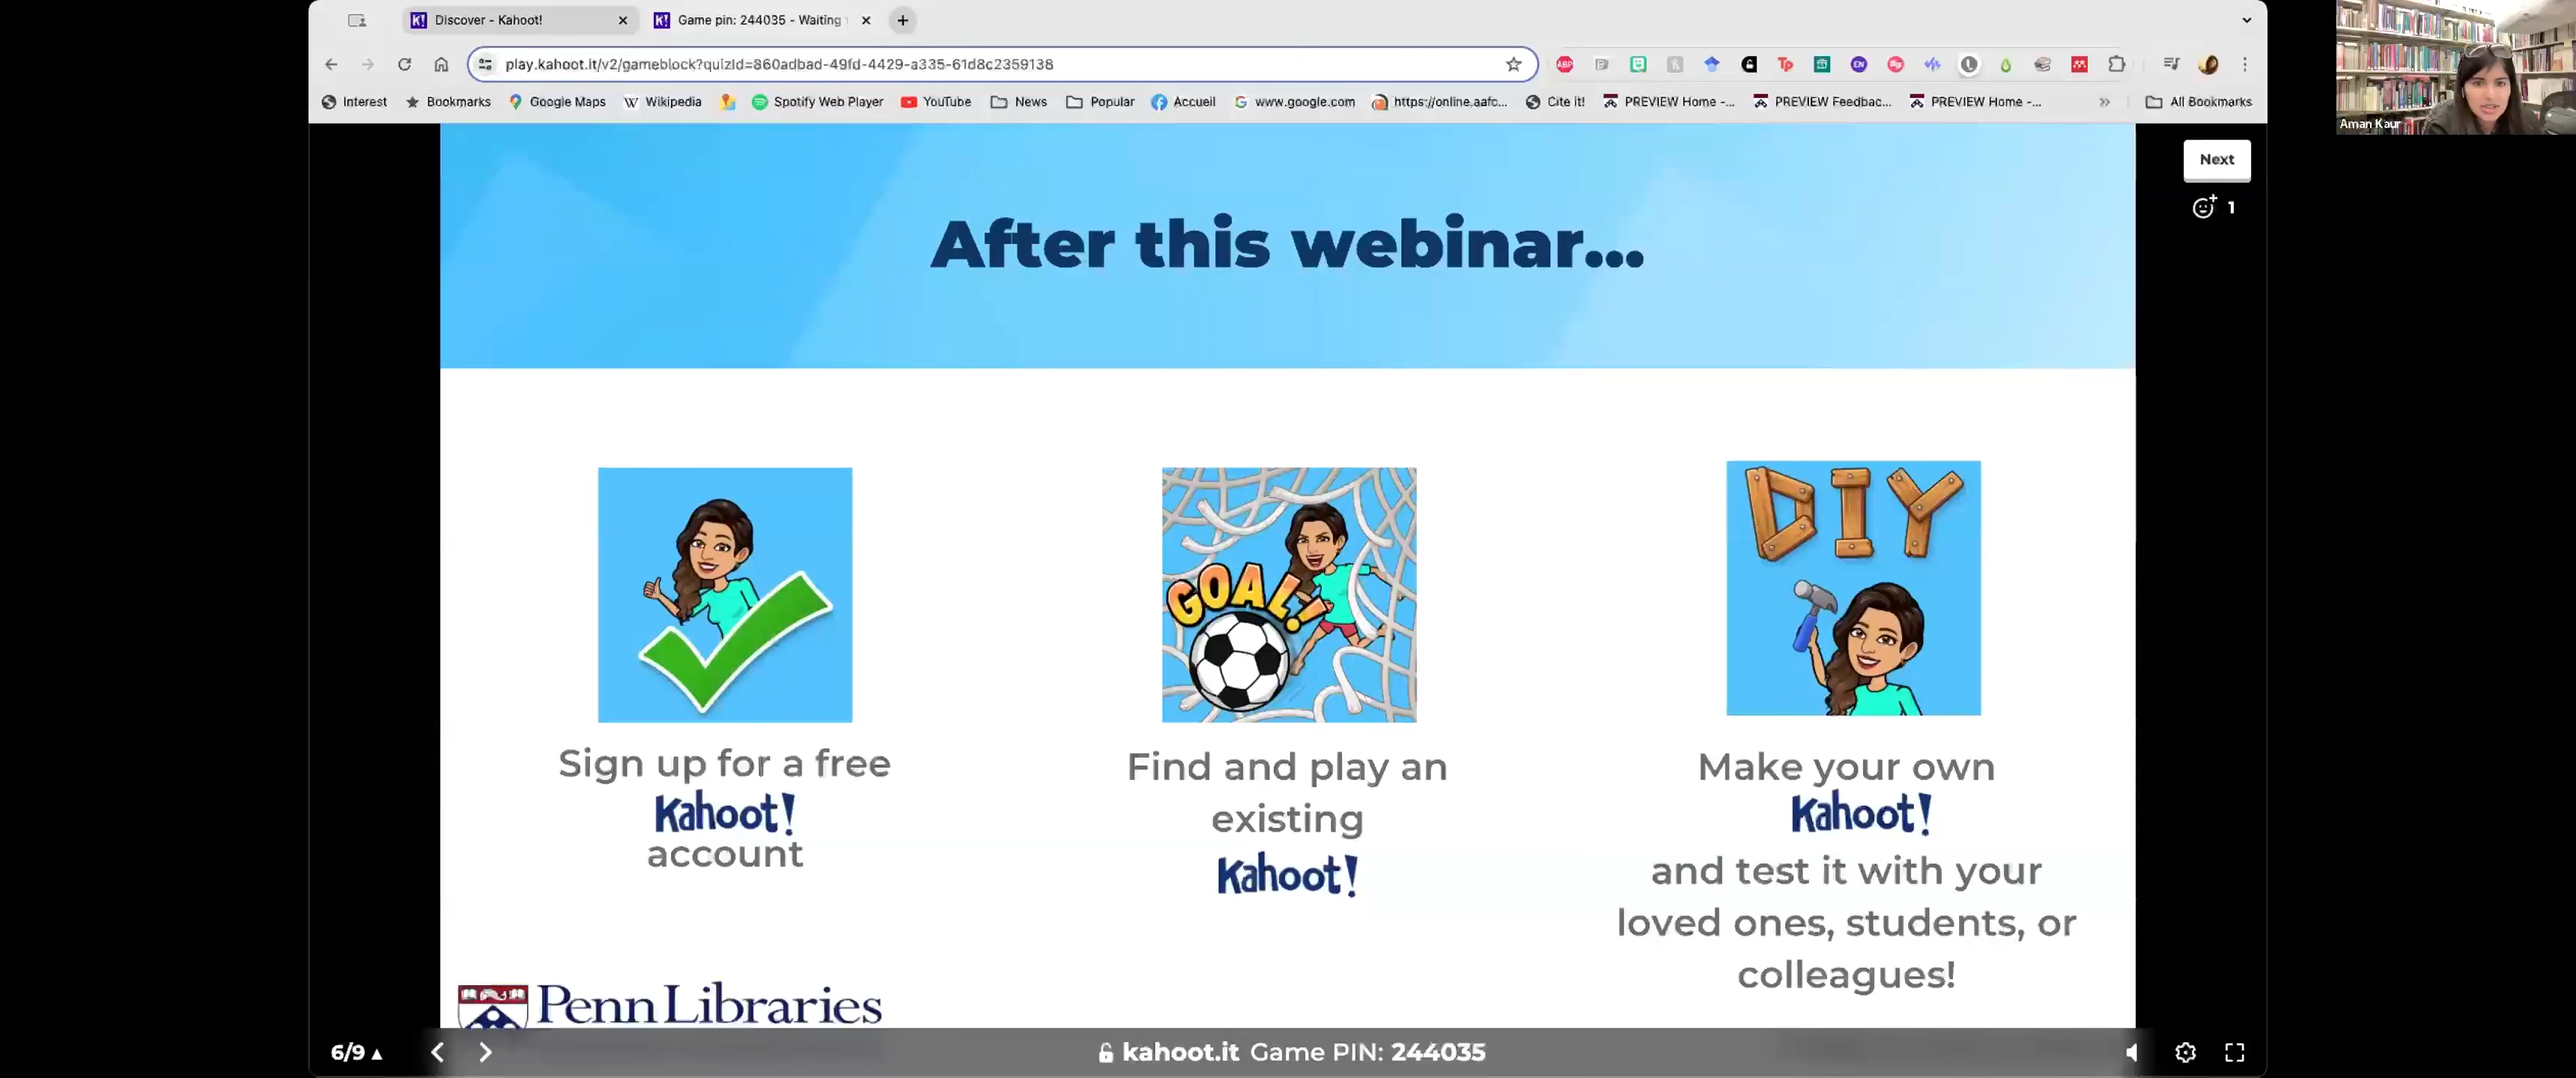 Discover - Kahoot!
Game pin: 244035 - Waiting
play.kahoot.it/v2/gameblock?quizId=860adbad-49fd-4429-a335-61d8c2359138
ABP
Tp
EN
Interest
Bookmarks
Google Maps
Wikipedia
Spotify Web Player
YouTube
News
Popular
Accueil
www.google.com
https://online.aafc...
Cite it!
PREVIEW Home -...
PREVIEW Feedbac...
PREVIEW Home -...
All Bookmarks
Aman Kaur
Next
1
After this webinar...
DIY
GOAL!
Sign up for a free
Kahoot!
account
Find and play an
existing
Kahoot!
Make your own
Kahoot!
and test it with your
loved ones, students, or
colleagues!
Penn Libraries
6/9
kahoot.it Game PIN: 244035